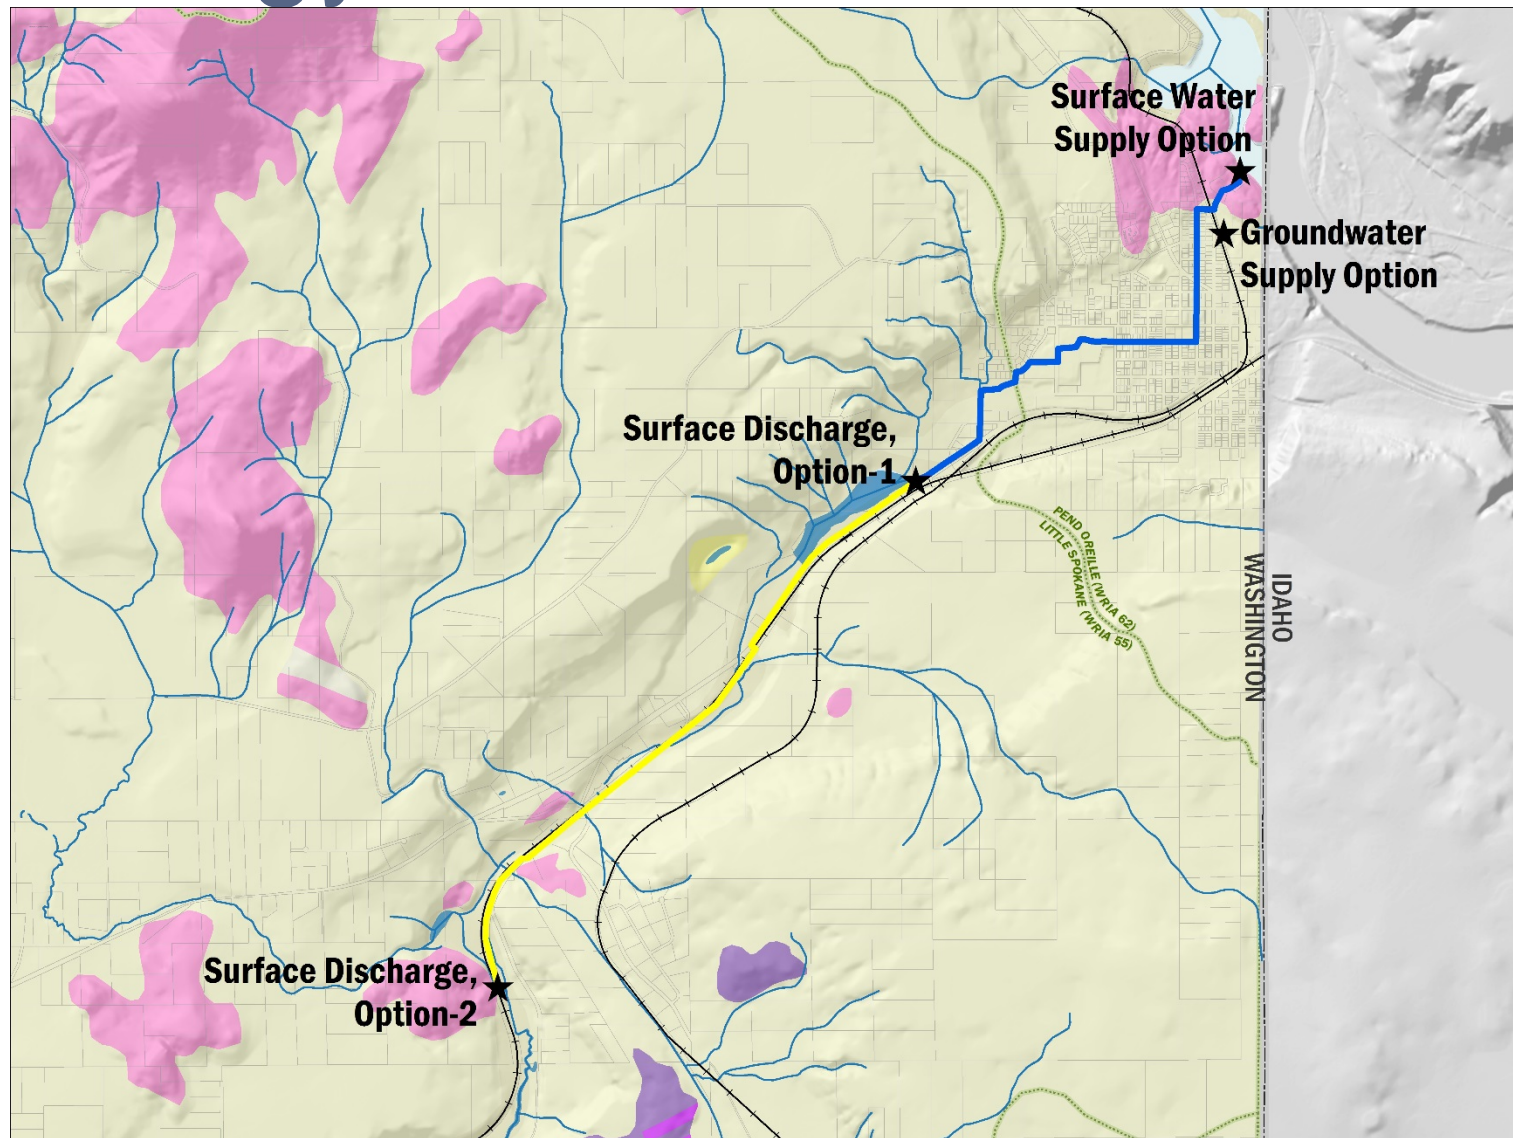 Surface Water
Supply Option
Groundwater
Supply Option
Surface Discharge,
Option-1
PEND OREILLE (WRIA 62)
LITTLE SPOKANE (WRIA 55)
IDAHO
WASHINGTON
Surface Discharge,
Option-2